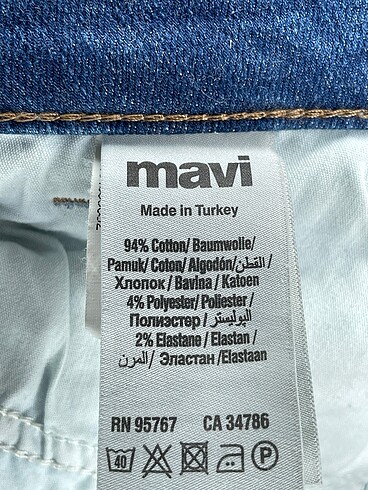 mavi
Made in Turkey
94% Cotton/ Baumwolle/
Pamuk/ Coton/ Algodón/القطن/
Хлопок / Bavina / Katoen
4% Polyester/ Poliester /
Полиэстер / البوليستر/
2% Elastane / Elastan /
المرن/ Эластан /Elastaan
RN 95767 CA 34786
40 P